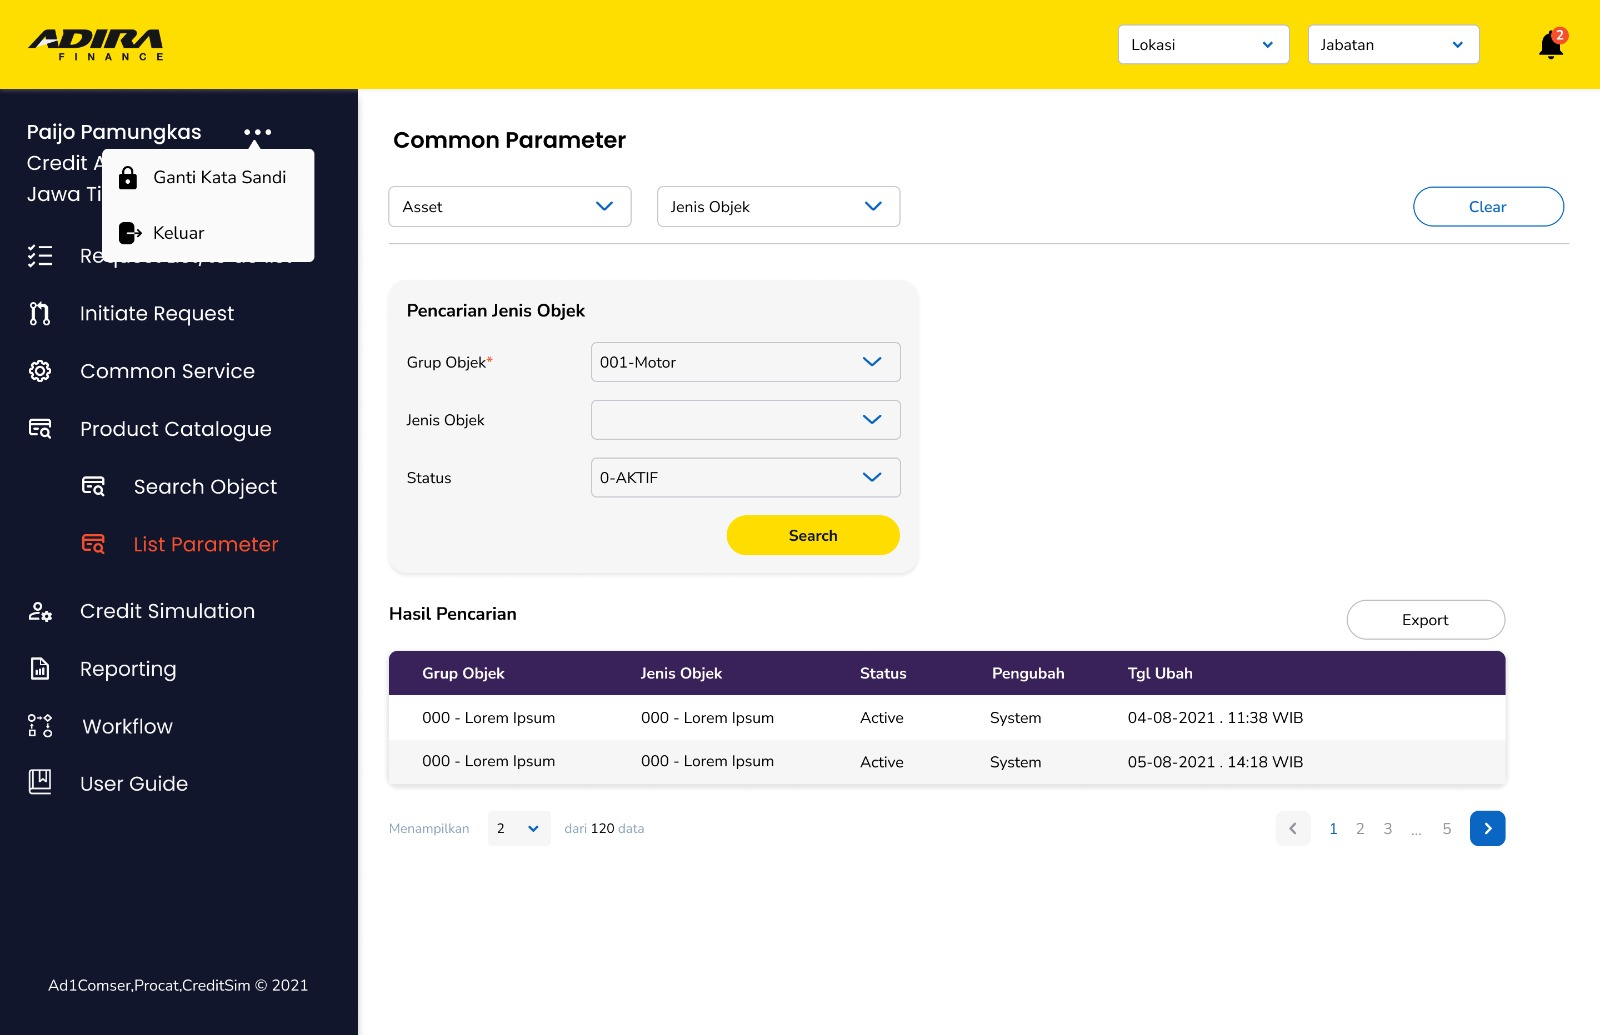 ADIRA
FINANCE
Lokasi
Jabatan
2
Paijo Pamungkas
Credit
Jawa
Ganti Kata Sandi
Keluar
Initiate Request
Common Service
Product Catalogue
Search Object
List Parameter
Credit Simulation
Reporting
Workflow
User Guide
Ad1Comser,Procat,CreditSim © 2021
Common Parameter
Asset
Jenis Objek
Clear
Pencarian Jenis Objek
Grup Objek*
001-Motor
Jenis Objek
Status
0-AKTIF
Search
Hasil Pencarian
Export
Grup Objek Jenis Objek Status Pengubah Tgl Ubah
000 - Lorem Ipsum 000 - Lorem Ipsum Active System 04-08-2021 . 11:38 WIB
000 - Lorem Ipsum 000 - Lorem Ipsum Active System 05-08-2021 . 14:18 WIB
Menampilkan 2 dari 120 data
1 2 3 ... 5